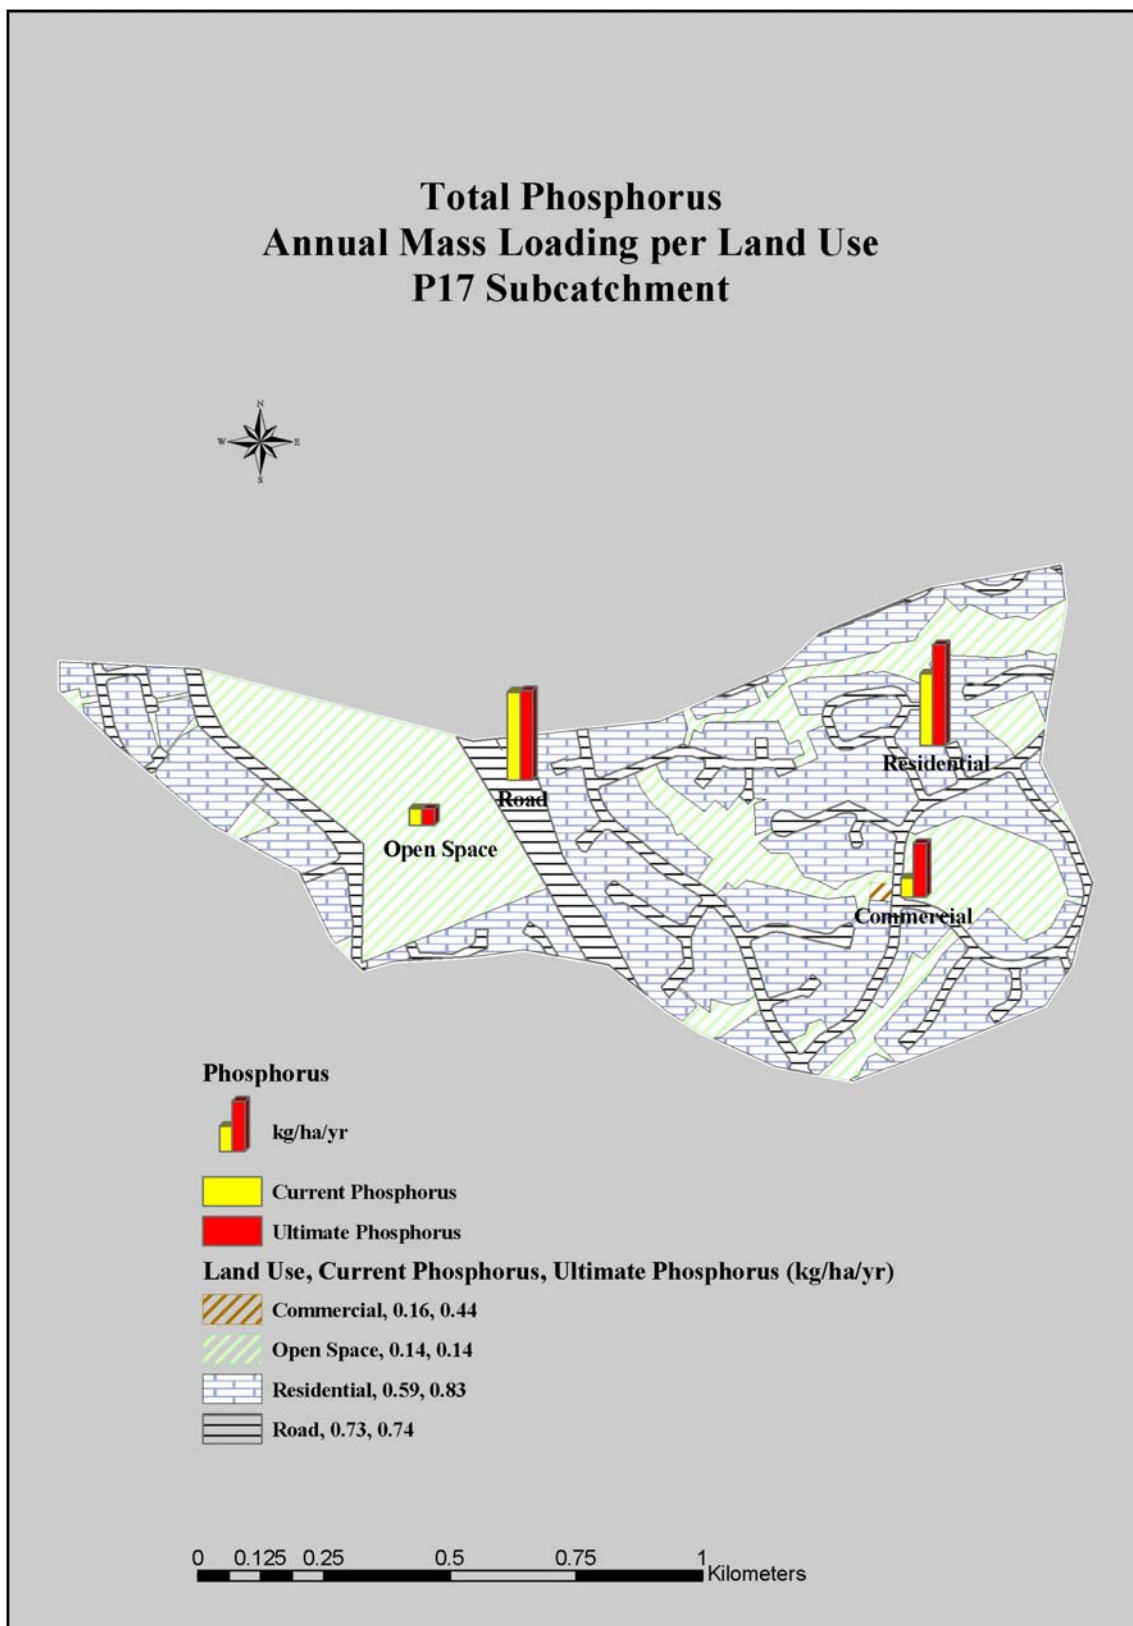 Total Phosphorus
Annual Mass Loading per Land Use
P17 Subcatchment
N
W E
S
Residential
Road
Open Space
Commercial
Phosphorus
kg/ha/yr
Current Phosphorus
Ultimate Phosphorus
Land Use, Current Phosphorus, Ultimate Phosphorus (kg/ha/yr)
Commercial, 0.16, 0.44
Open Space, 0.14, 0.14
Residential, 0.59, 0.83
Road, 0.73, 0.74
0 0.125 0.25 0.5 0.75 1
Kilometers